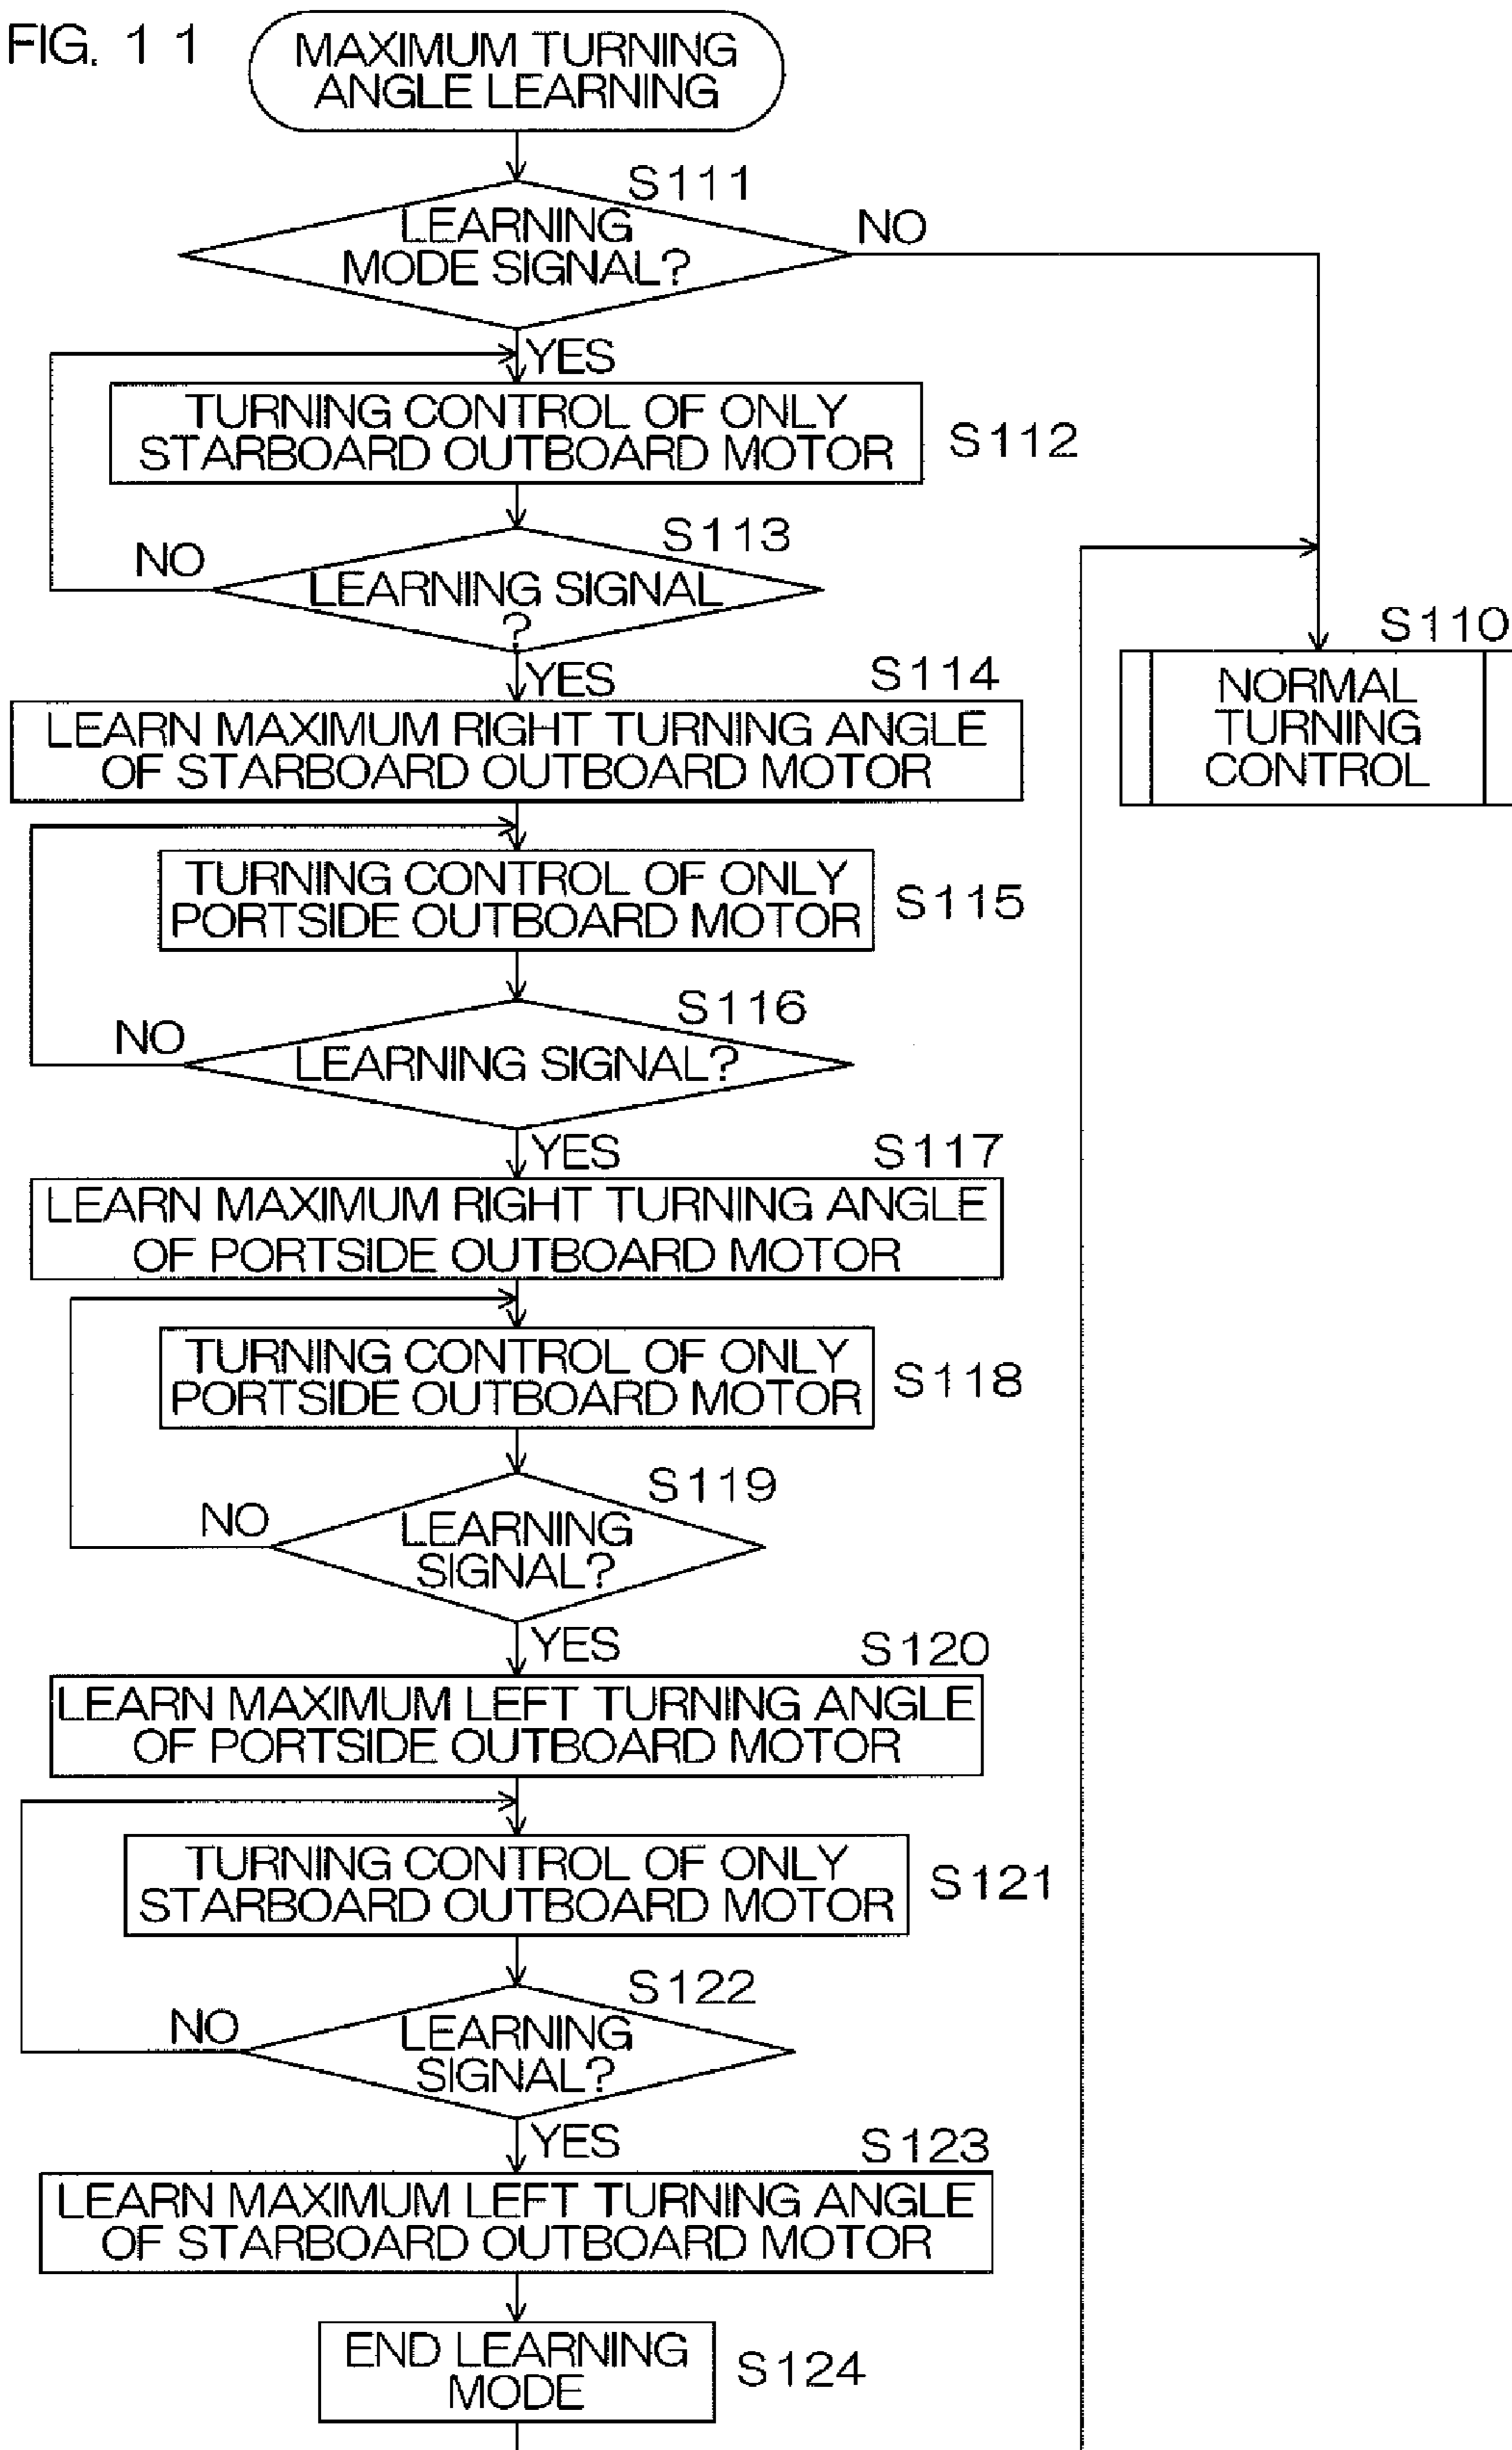 FIG. 11
MAXIMUM TURNING
ANGLE LEARNING
S111
LEARNING
MODE SIGNAL?
NO
YES
TURNING CONTROL OF ONLY
STARBOARD OUTBOARD MOTOR
S112
S113
NO
LEARNING SIGNAL
?
YES
S114
LEARN MAXIMUM RIGHT TURNING ANGLE
OF STARBOARD OUTBOARD MOTOR
S110
NORMAL
TURNING
CONTROL
TURNING CONTROL OF ONLY
PORTSIDE OUTBOARD MOTOR
S115
S116
NO
LEARNING SIGNAL?
YES
S117
LEARN MAXIMUM RIGHT TURNING ANGLE
OF PORTSIDE OUTBOARD MOTOR
TURNING CONTROL OF ONLY
PORTSIDE OUTBOARD MOTOR
S118
S119
NO
LEARNING
SIGNAL?
YES
S120
LEARN MAXIMUM LEFT TURNING ANGLE
OF PORTSIDE OUTBOARD MOTOR
TURNING CONTROL OF ONLY
STARBOARD OUTBOARD MOTOR
S121
S122
NO
LEARNING
SIGNAL?
YES
S123
LEARN MAXIMUM LEFT TURNING ANGLE
OF STARBOARD OUTBOARD MOTOR
END LEARNING
MODE
S124